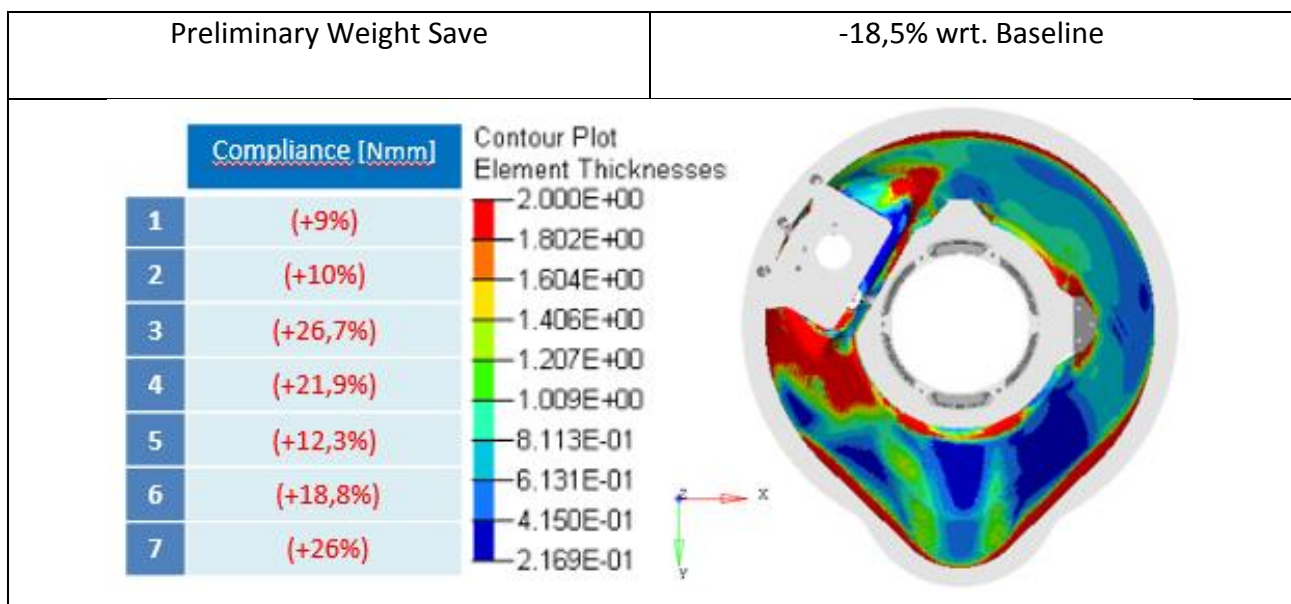 Preliminary Weight Save
-18,5% wrt. Baseline
Compliance [Nmm]
1 (+9%)
2 (+10%)
3 (+26,7%)
4 (+21,9%)
5 (+12,3%)
6 (+18,8%)
7 (+26%)
Contour Plot
Element Thicknesses
2.000E+00
1.802E+00
1.604E+00
1.406E+00
1.207E+00
1.009E+00
8.113E-01
6.131E-01
4.150E-01
2.169E-01
Z X
Y